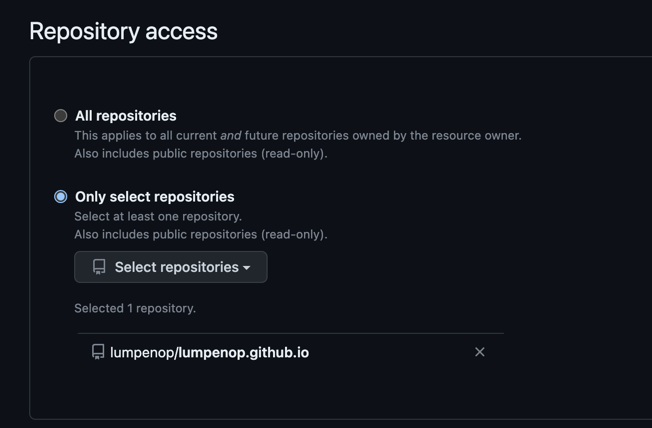 Repository access
All repositories
This applies to all current and future repositories owned by the resource owner.
Also includes public repositories (read-only).
Only select repositories
Select at least one repository.
Also includes public repositories (read-only).
Select repositories
Selected 1 repository.
lumpenop/lumpenop.github.io